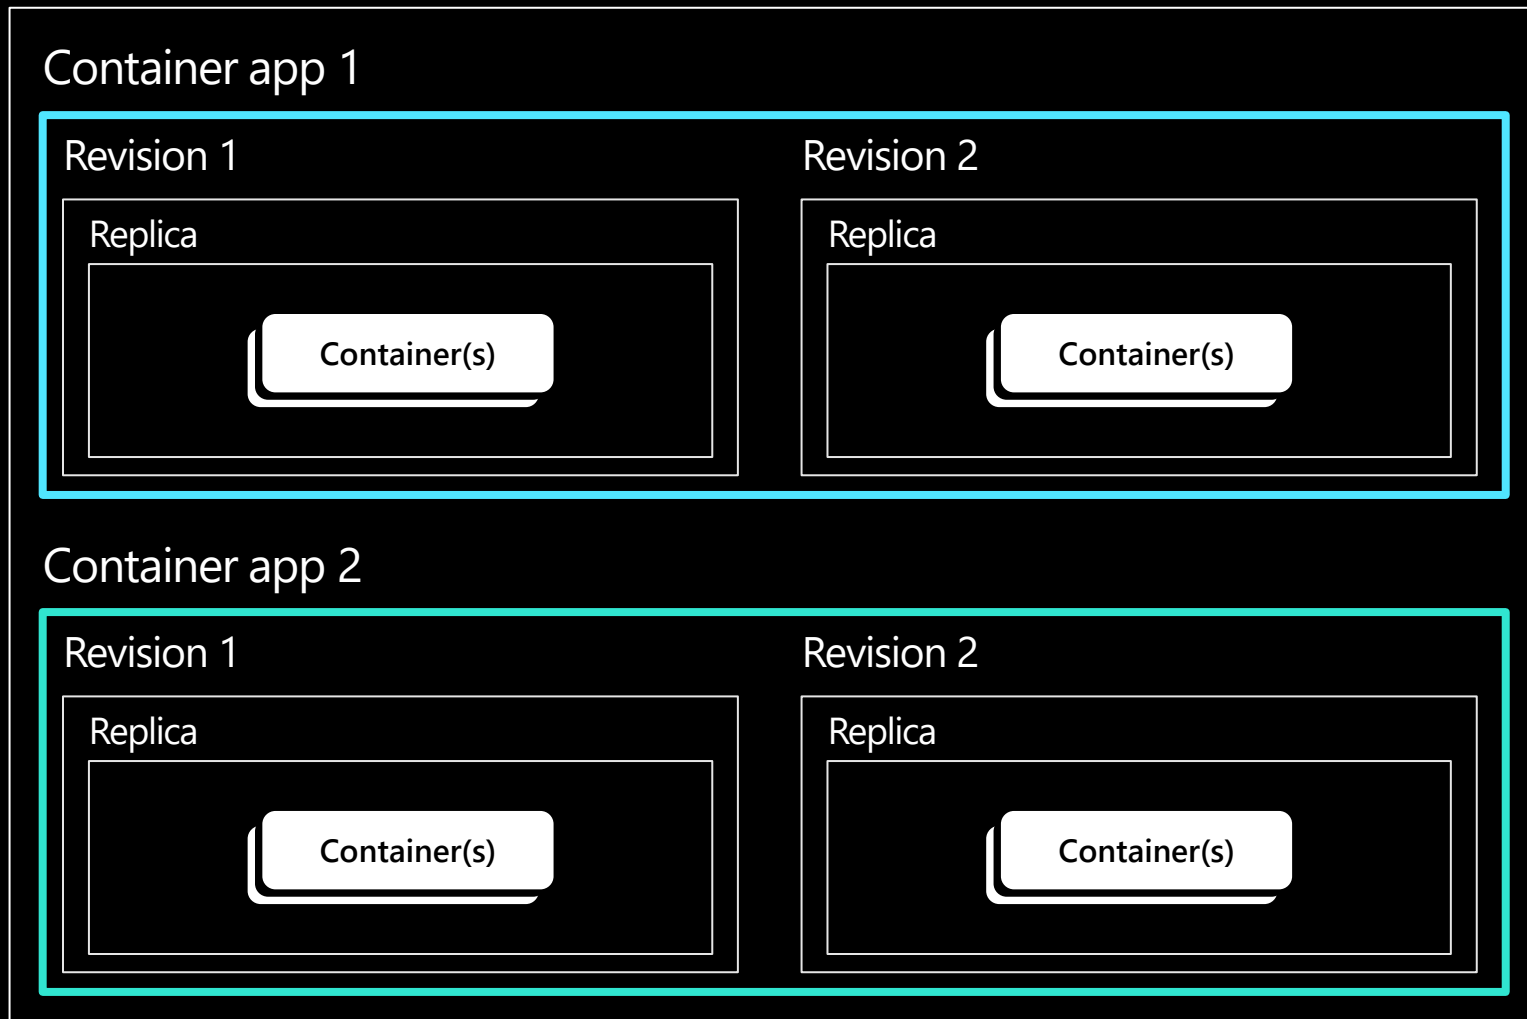 Container app 1
Revision 1
Revision 2
Replica
Replica
Container(s)
Container(s)
Container app 2
Revision 1
Revision 2
Replica
Replica
Container(s)
Container(s)